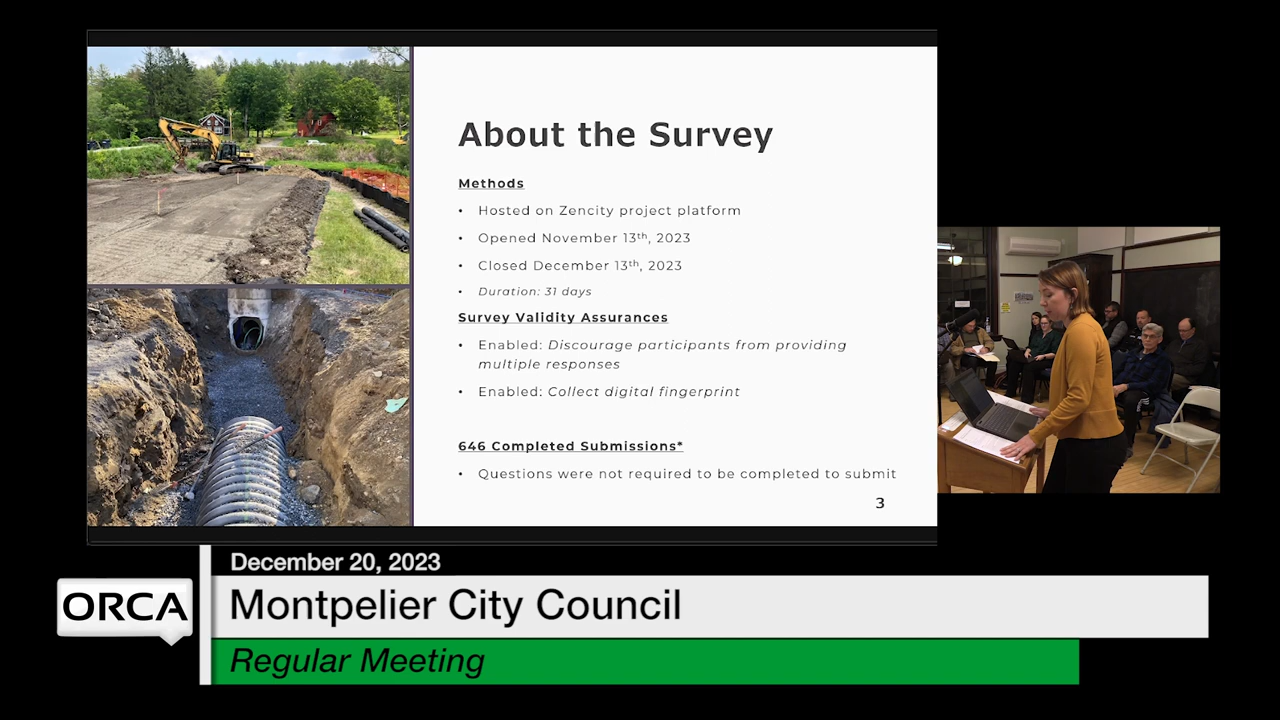 About the Survey
Methods
• Hosted on Zencity project platform
• Opened November 13th, 2023
• Closed December 13th, 2023
• Duration: 31 days
Survey Validity Assurances
• Enabled: Discourage participants from providing
multiple responses
• Enabled: Collect digital fingerprint
646 Completed Submissions*
• Questions were not required to be completed to submit
3
December 20, 2023
ORCA
Montpelier City Council
Regular Meeting